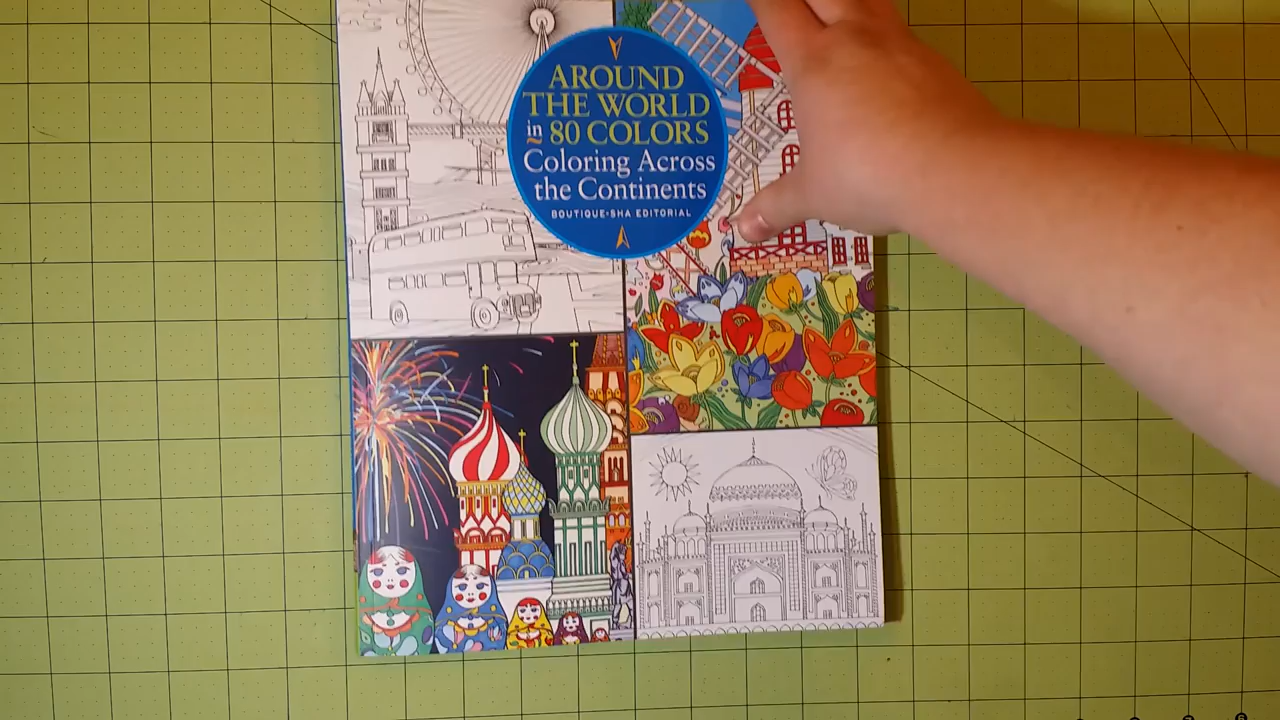 AROUND
THE WORLD
in 80 COLORS
Coloring Across
the Continents
BOUTIQUE-SHA EDITORIAL